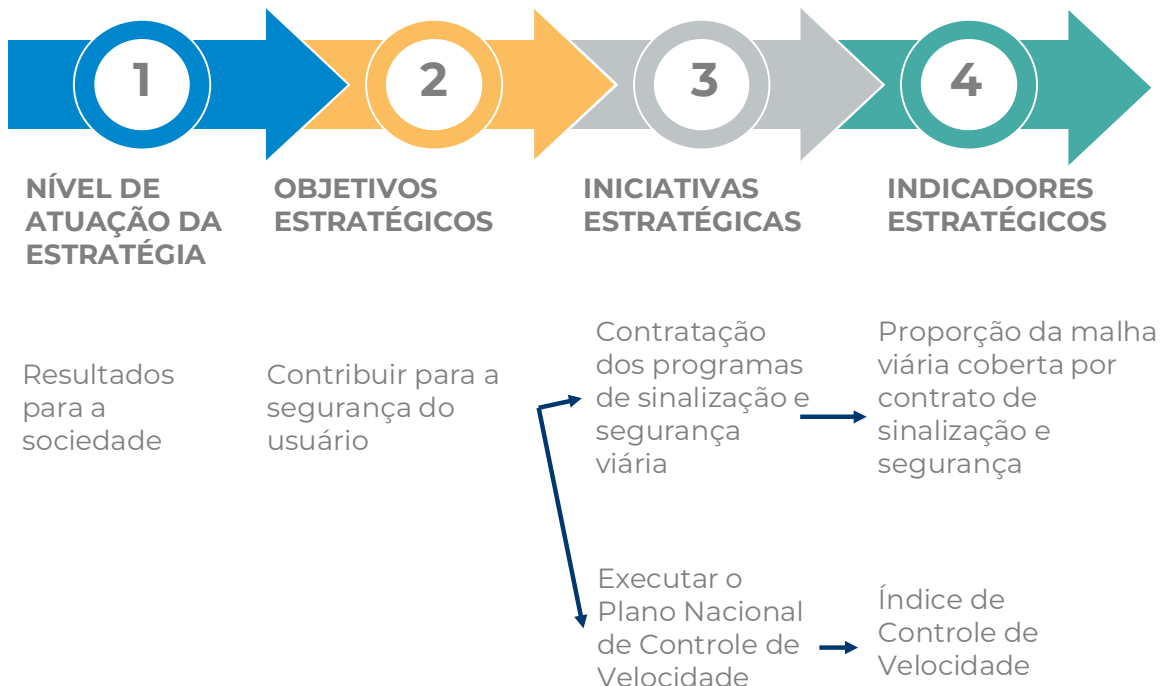 1
2
3
4
NÍVEL DE
ATUAÇÃO DA
ESTRATÉGIA
OBJETIVOS
ESTRATÉGICOS
INICIATIVAS
ESTRATÉGICAS
INDICADORES
ESTRATÉGICOS
Resultados
para a
sociedade
Contribuir para a
segurança do
usuário
Contratação
dos programas
de sinalização e
segurança
viária
Proporção da malha
viária coberta por
contrato de
sinalização e
segurança
Executar o
Plano Nacional
de Controle de
Velocidade
Índice de
Controle de
Velocidade